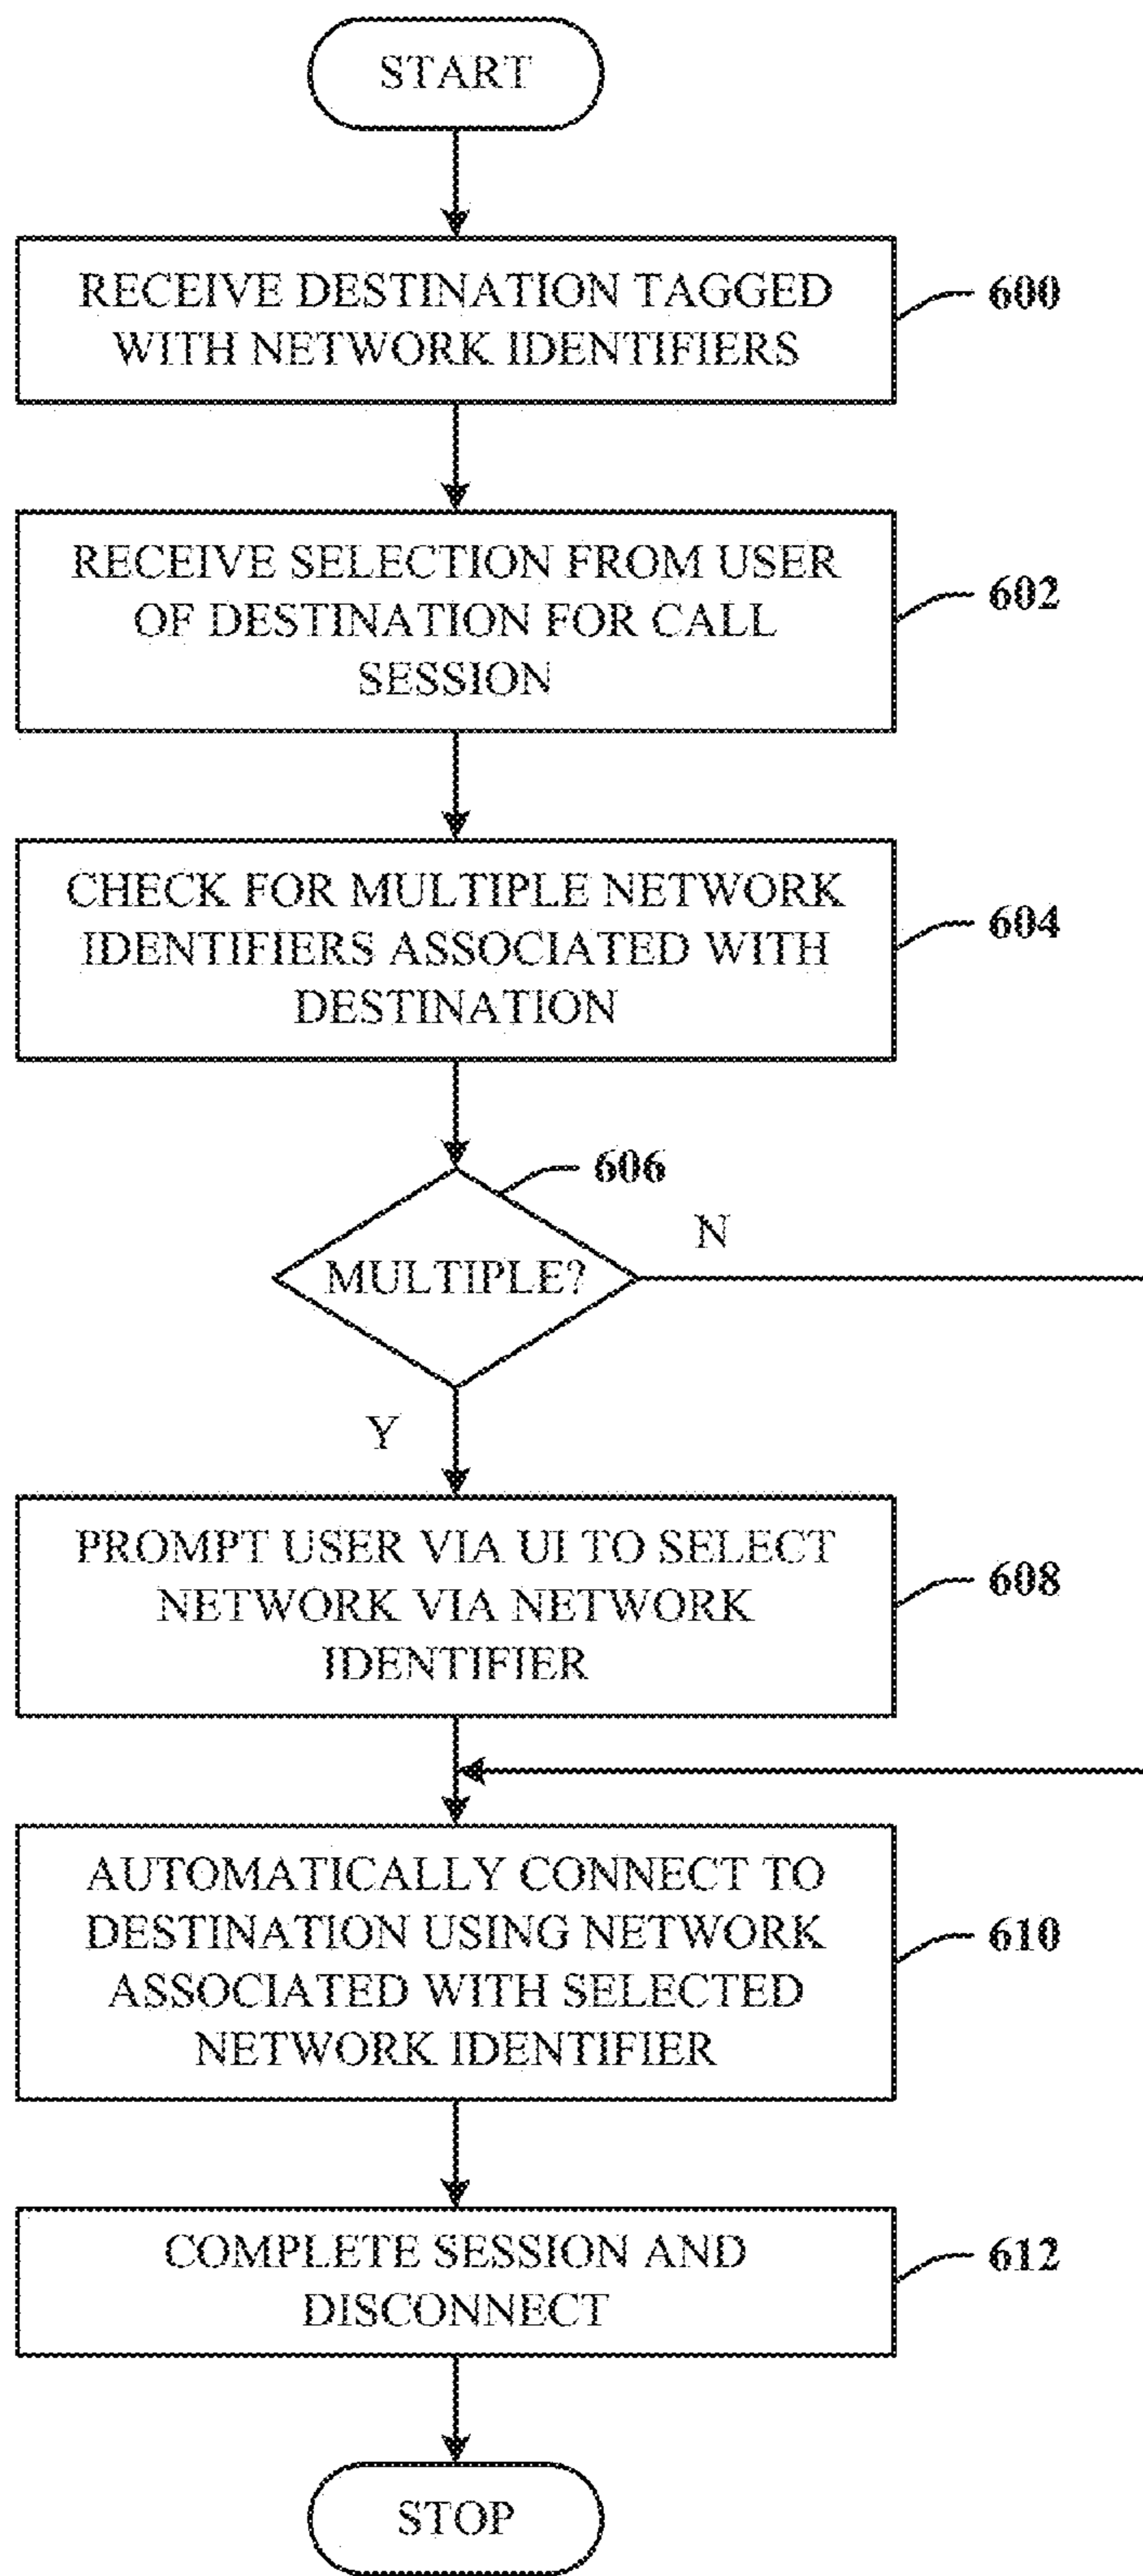 START
RECEIVE DESTINATION TAGGED
WITH NETWORK IDENTIFIERS
600
RECEIVE SELECTION FROM USER
OF DESTINATION FOR CALL
SESSION
602
CHECK FOR MULTIPLE NETWORK
IDENTIFIERS ASSOCIATED WITH
DESTINATION
604
606
MULTIPLE?
N
Y
PROMPT USER VIA UI TO SELECT
NETWORK VIA NETWORK
IDENTIFIER
608
AUTOMATICALLY CONNECT TO
DESTINATION USING NETWORK
ASSOCIATED WITH SELECTED
NETWORK IDENTIFIER
610
COMPLETE SESSION AND
DISCONNECT
612
STOP